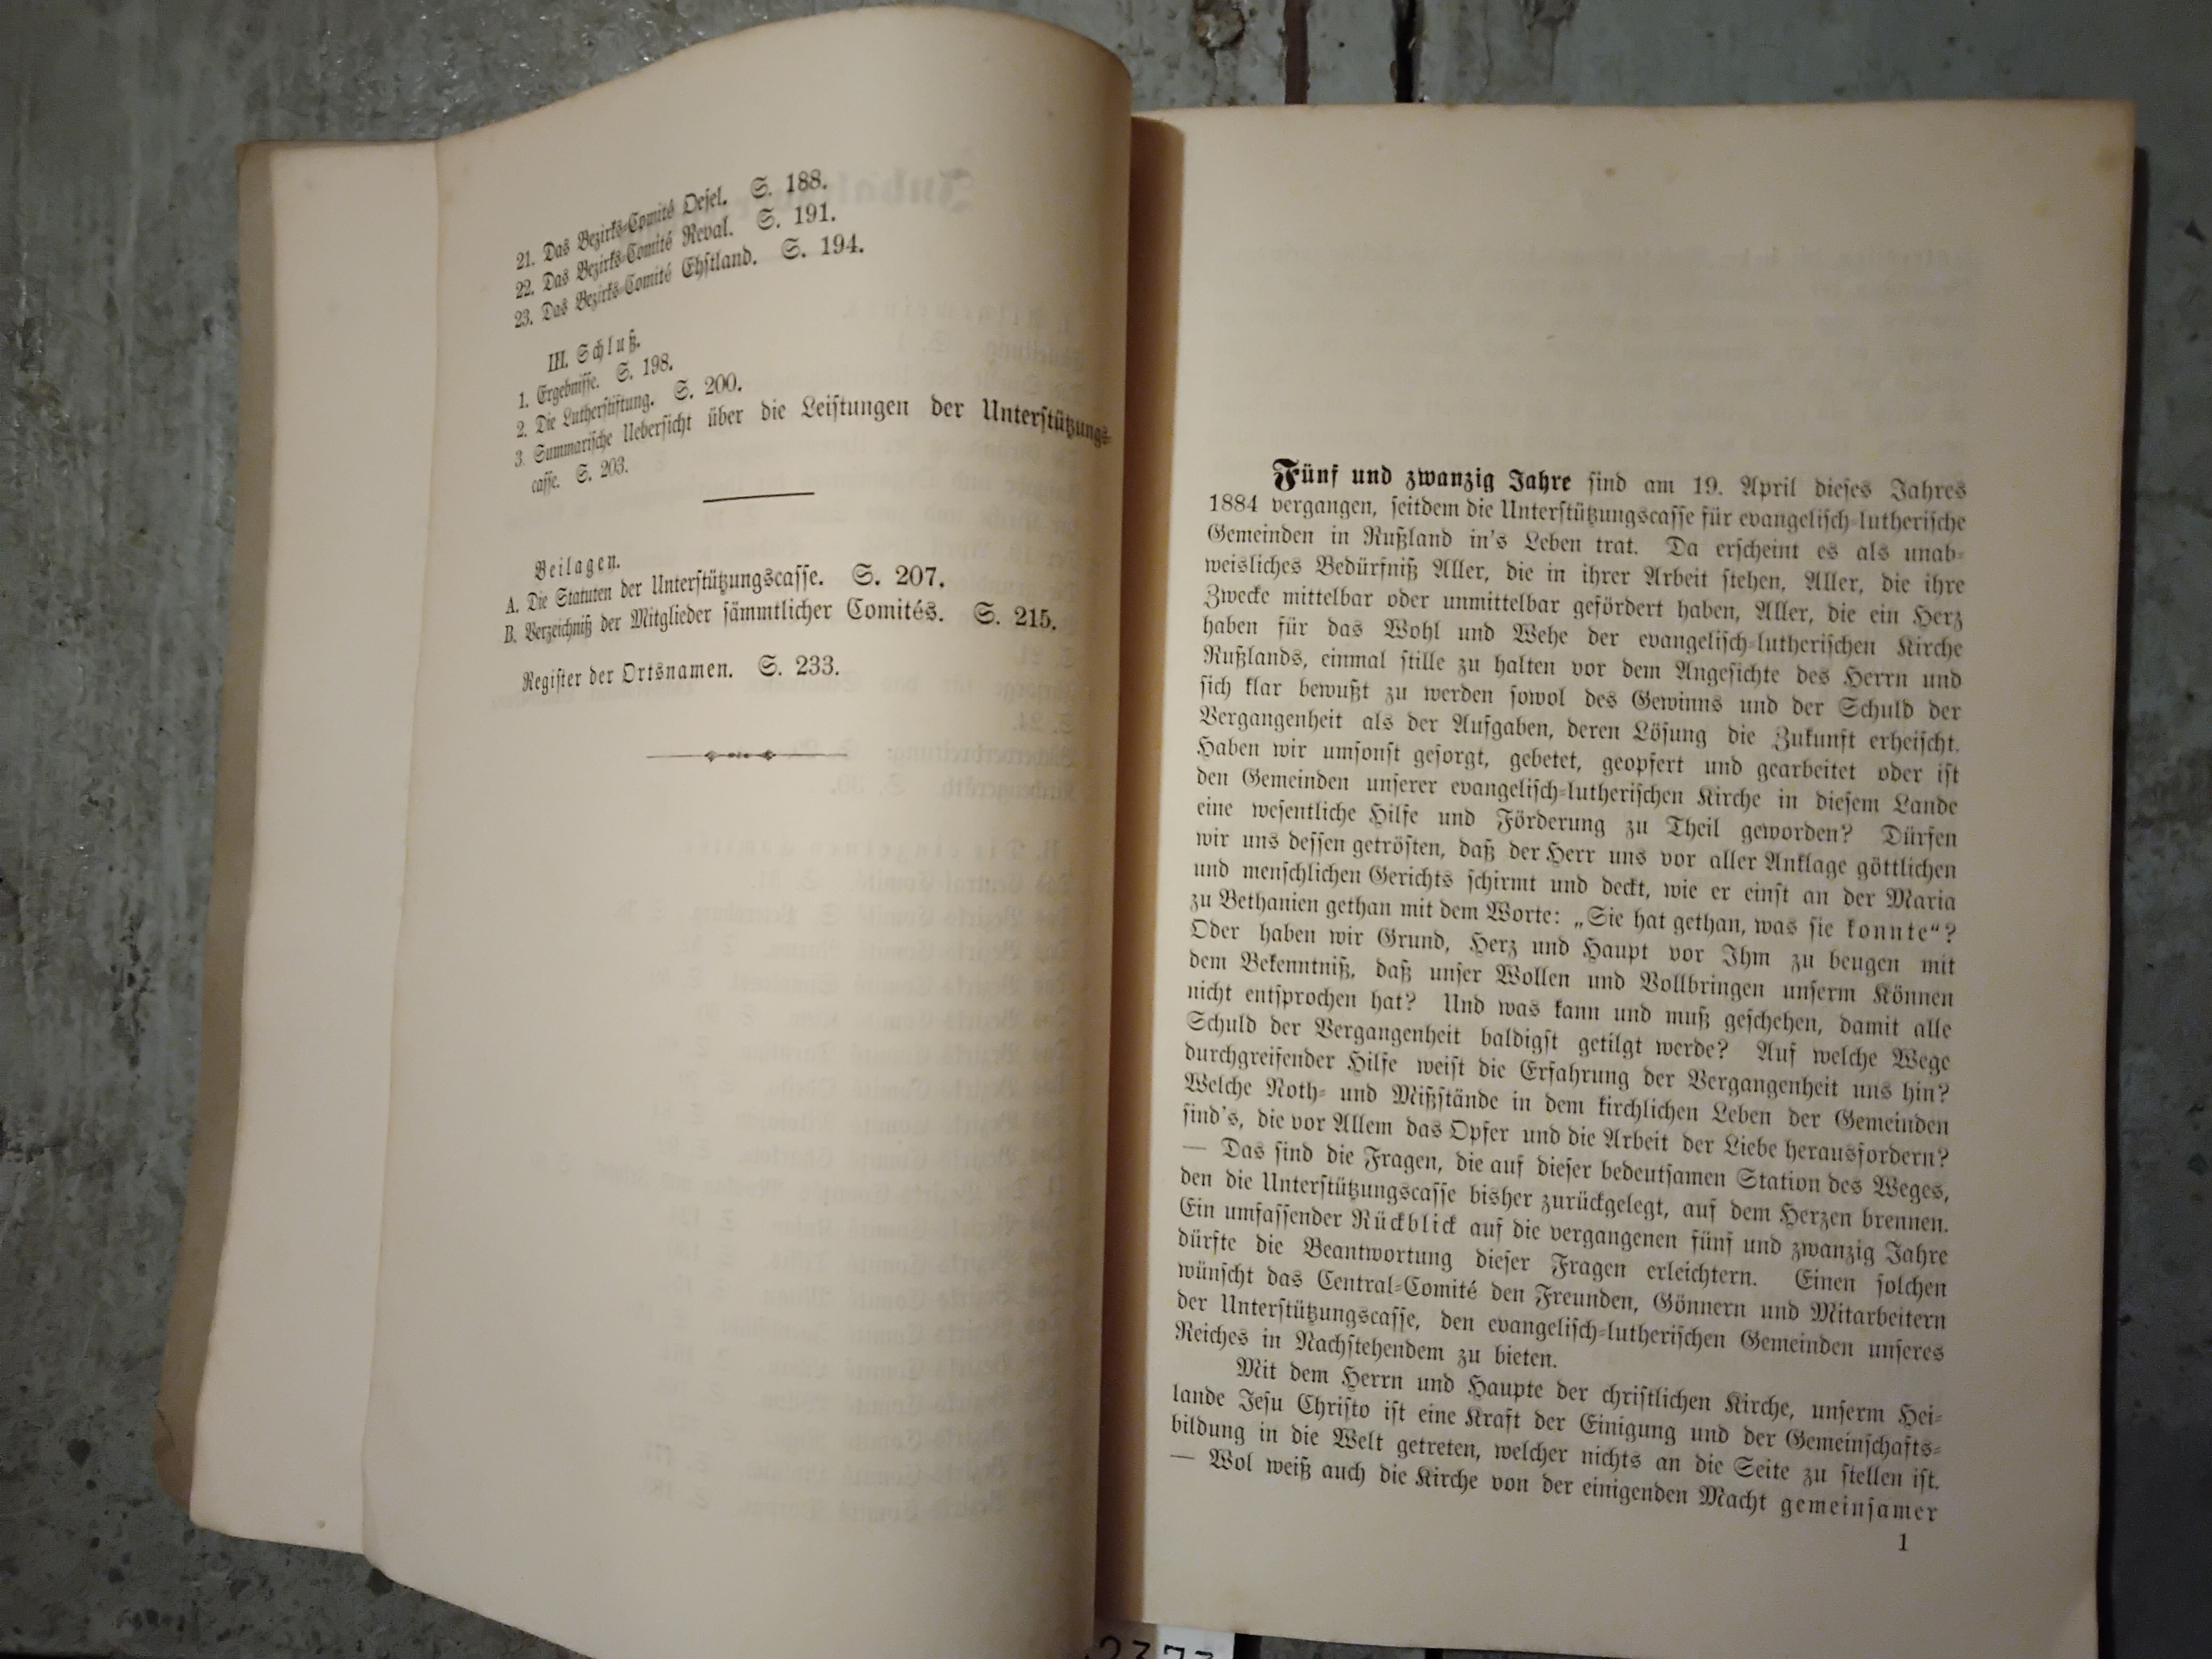 21. Das Bezirks-Comité Oesel. S. 188.
22. Das Bezirks-Comité Reval. S. 191.
23. Das Bezirks-Comité Ehstland. S. 194.
III. Schluß.
1. Ergebnisse. S. 198.
2. Die Lutherstiftung. S. 200.
3. Summarische Uebersicht über die Leistungen der Unterstützungs-
casse. S. 203.
Beilagen.
A. Die Statuten der Unterstützungscasse. S. 207.
B. Verzeichniß der Mitglieder sämmtlicher Comités. S. 215.
Register der Ortsnamen. S. 233.
Fünf und zwanzig Jahre sind am 19. April dieses Jahres
1884 vergangen, seitdem die Unterstützungscasse für evangelisch-lutherische
Gemeinden in Rußland in's Leben trat. Da erscheint es als unab-
weisliches Bedürfniß Aller, die in ihrer Arbeit stehen, Aller, die ihre
Zwecke mittelbar oder unmittelbar gefördert haben, Aller, die ein Herz
haben für das Wohl und Wehe der evangelisch-lutherischen Kirche
Rußlands, einmal stille zu halten vor dem Angesichte des Herrn und
sich klar bewußt zu werden sowol des Gewinns und der Schuld der
Vergangenheit als der Aufgaben, deren Lösung die Zukunft erheischt.
Haben wir umsonst gesorgt, gebetet, geopfert und gearbeitet oder ist
den Gemeinden unserer evangelisch-lutherischen Kirche in diesem Lande
eine wesentliche Hilfe und Förderung zu Theil geworden? Dürfen
wir uns dessen getrösten, daß der Herr uns vor aller Anklage göttlichen
und menschlichen Gerichts schirmt und deckt, wie er einst an der Maria
zu Bethanien gethan mit dem Worte: „Sie hat gethan, was sie konnte“?
Oder haben wir Grund, Herz und Haupt vor Ihm zu beugen mit
dem Bekenntniß, daß unser Wollen und Vollbringen unserm Können
nicht entsprochen hat? Und was kann und muß geschehen, damit alle
Schuld der Vergangenheit baldigst getilgt werde? Auf welche Wege
durchgreifender Hilfe weist die Erfahrung der Vergangenheit uns hin?
Welche Noth- und Mißstände in dem kirchlichen Leben der Gemeinden
sind's, die vor Allem das Opfer und die Arbeit der Liebe herausfordern?
— Das sind die Fragen, die auf dieser bedeutsamen Station des Weges,
den die Unterstützungscasse bisher zurückgelegt, auf dem Herzen brennen.
Ein umfassender Rückblick auf die vergangenen fünf und zwanzig Jahre
dürfte die Beantwortung dieser Fragen erleichtern. Einen solchen
wünscht das Central-Comité den Freunden, Gönnern und Mitarbeitern
der Unterstützungscasse, den evangelisch-lutherischen Gemeinden unseres
Reiches in Nachstehendem zu bieten.
Mit dem Herrn und Haupte der christlichen Kirche, unserm Hei-
lande Jesu Christo ist eine Kraft der Einigung und der Gemeinschafts-
bildung in die Welt getreten, welcher nichts an die Seite zu stellen ist.
— Wol weiß auch die Kirche von der einigenden Macht gemeinsamer
1